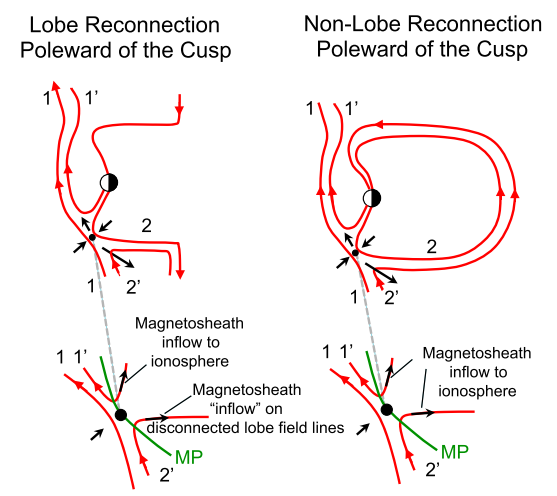 Lobe Reconnection
Poleward of the Cusp
Non-Lobe Reconnection
Poleward of the Cusp
1
1’
2
1
2’
1’
1
2
1
2’
Magnetosheath
inflow to
ionosphere
1 1’
Magnetosheath
“inflow” on
disconnected lobe field lines
MP
2’
1 1’
Magnetosheath
inflow to
ionosphere
MP
2’